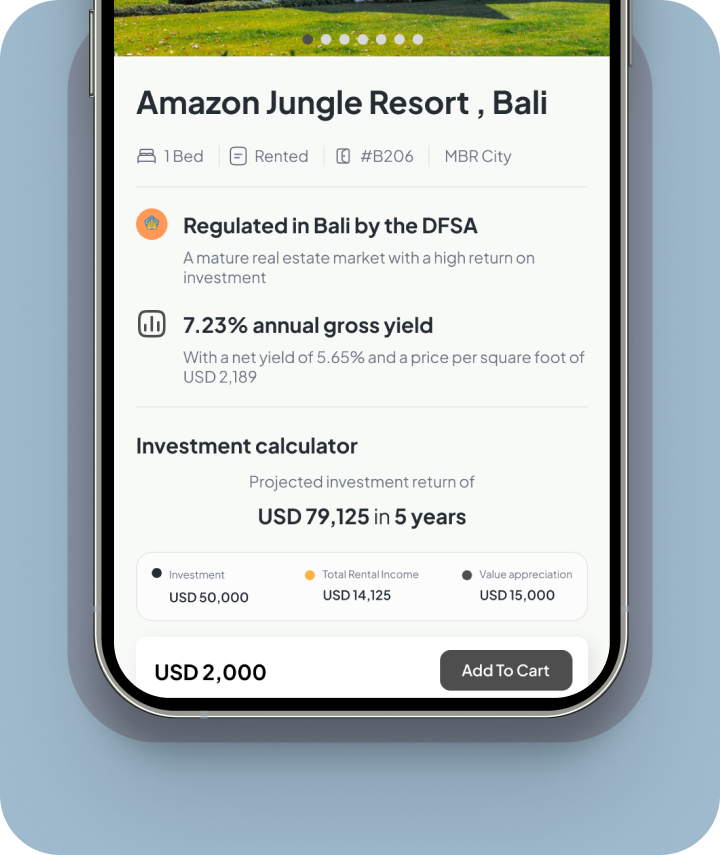 Amazon Jungle Resort , Bali
1 Bed
Rented
#B206
MBR City
Regulated in Bali by the DFSA
A mature real estate market with a high return on
investment
7.23% annual gross yield
With a net yield of 5.65% and a price per square foot of
USD 2,189
Investment calculator
Projected investment return of
USD 79,125 in 5 years
Investment
USD 50,000
Total Rental Income
USD 14,125
Value appreciation
USD 15,000
USD 2,000
Add To Cart